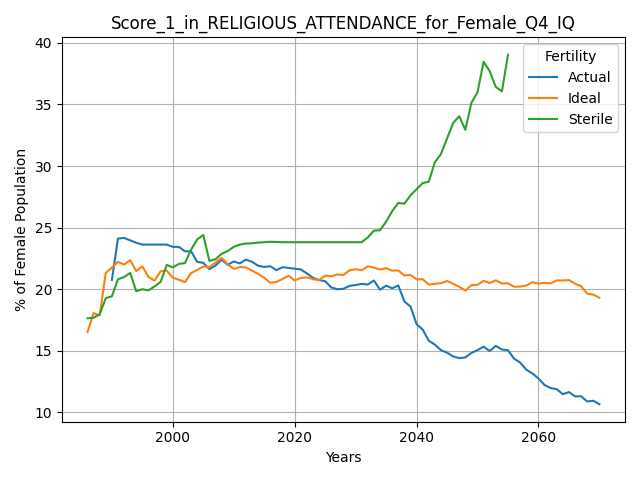 Score_1_in_RELIGIOUS_ATTENDANCE_for_Female_Q4_IQ
Fertility
Actual
Ideal
Sterile
% of Female Population
40
35
30
25
20
15
10
2000
2020
2040
2060
Years